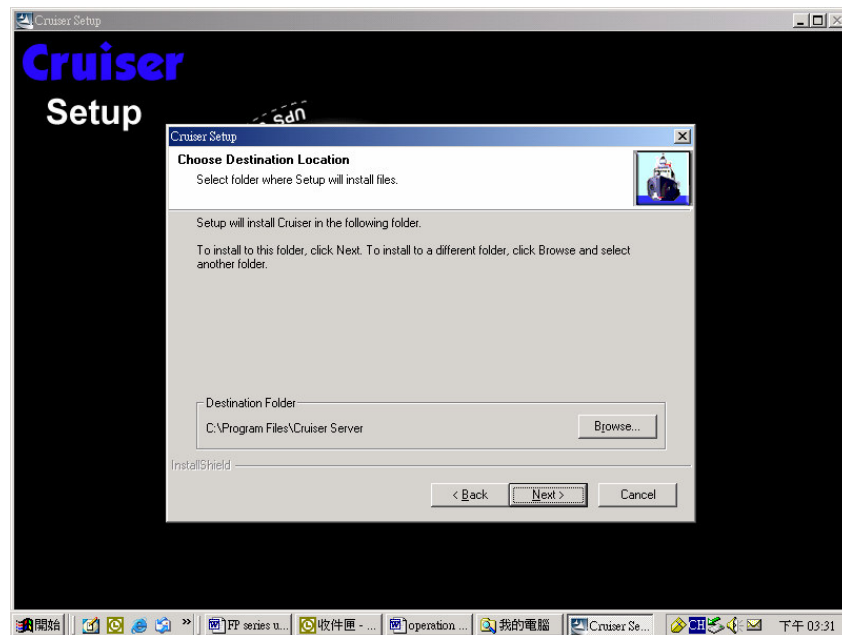 Cruiser Setup
Cruiser
Setup
UPS
Cruiser Setup
Choose Destination Location
Select folder where Setup will install files.
Setup will install Cruiser in the following folder.
To install to this folder, click Next. To install to a different folder, click Browse and select
another folder.
Destination Folder
C:\Program Files\Cruiser Server
Browse...
InstallShield
< Back
Next >
Cancel
開始
»
FP series u...
收件匣 - ...
operation ...
我的電腦
Cruiser Se...
CH
下午 03:31